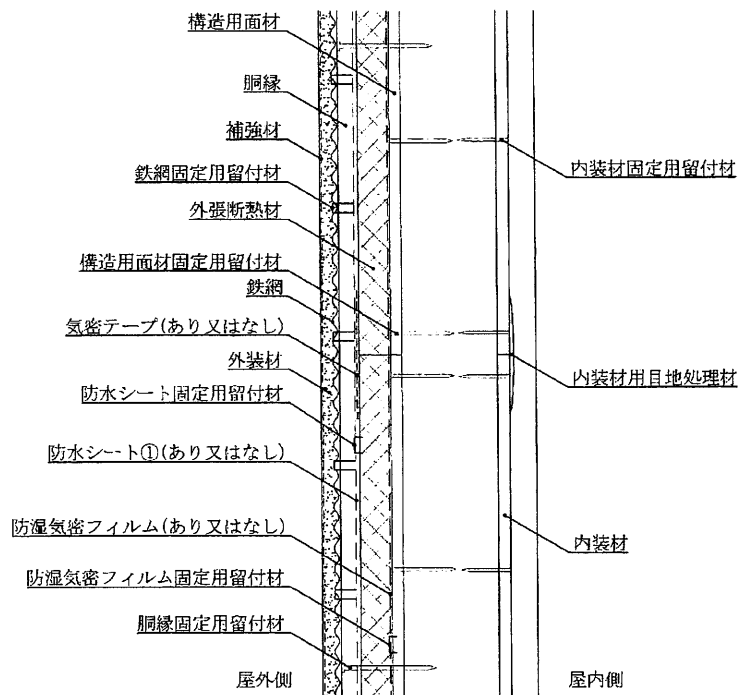 構造用面材
胴縁
補強材
鉄網固定用留付材
外張断熱材
構造用面材固定用留付材
鉄網
気密テープ(あり又はなし)
外装材
防水シート固定用留付材
防水シート①(あり又はなし)
防湿気密フィルム(あり又はなし)
防湿気密フィルム固定用留付材
胴縁固定用留付材
屋外側
内装材固定用留付材
内装材用目地処理材
内装材
屋内側